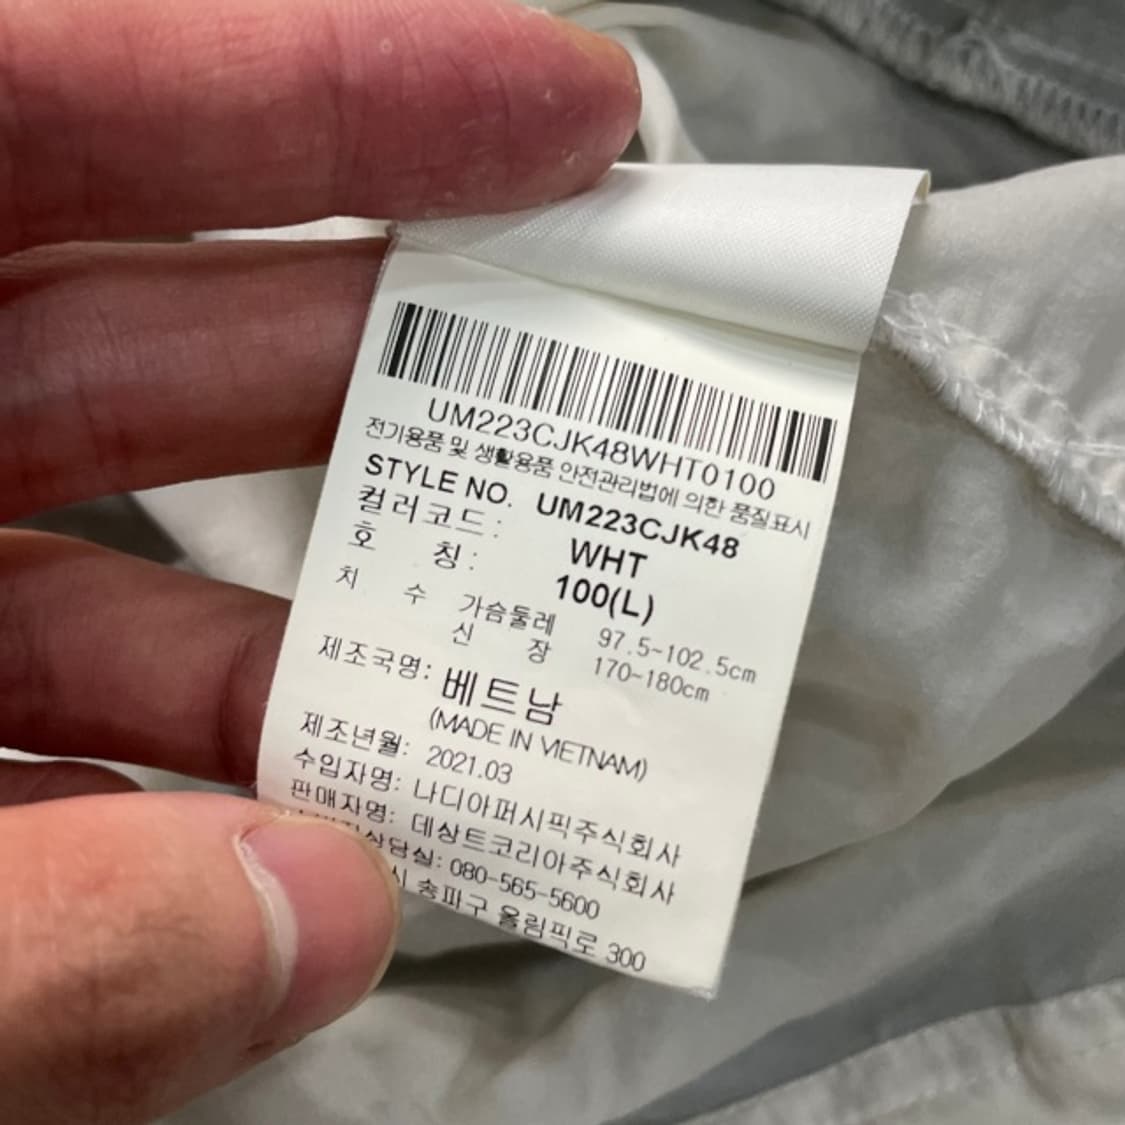 UM223CJK48WHT0100
전기용품 및 생활용품 안전관리법에 의한 품질표시
STYLE NO. UM223CJK48
컬러코드: WHT
호 칭: 100(L)
치 수 가슴둘레 97.5~102.5cm
신 장 170~180cm
제조국명: 베트남
(MADE IN VIETNAM)
제조년월: 2021.03
수입자명: 나디아퍼시픽주식회사
판매자명: 데상트코리아주식회사
상담실: 080-565-5600
시 송파구 올림픽로 300